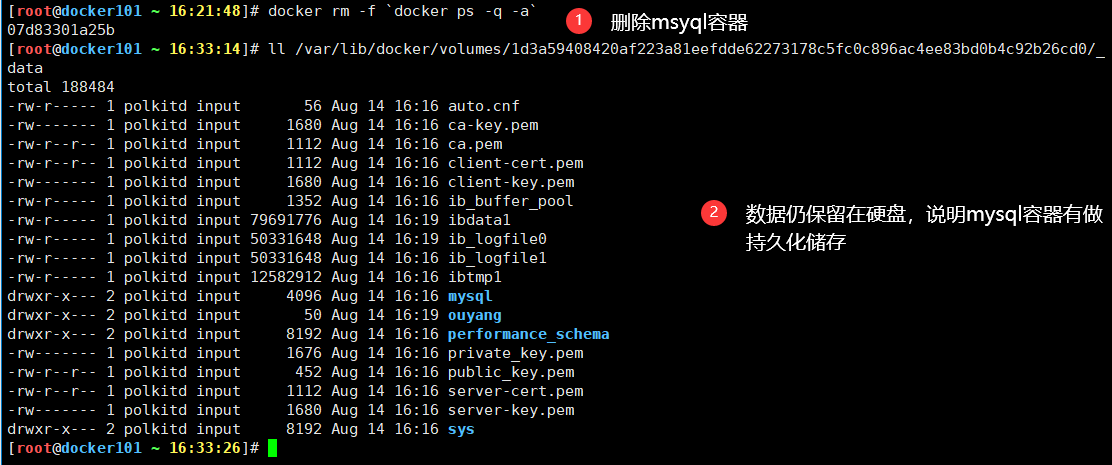 [root@docker101 ~ 16:21:48]# docker rm -f `docker ps -q -a`
1 删除msyql容器
07d83301a25b
[root@docker101 ~ 16:33:14]# ll /var/lib/docker/volumes/1d3a59408420af223a81eefdde62273178c5fc0c896ac4ee83bd0b4c92b26cd0/_
data
total 188484
-rw-r----- 1 polkitd input       56 Aug 14 16:16 auto.cnf
-rw------- 1 polkitd input     1680 Aug 14 16:16 ca-key.pem
-rw-r--r-- 1 polkitd input     1112 Aug 14 16:16 ca.pem
-rw-r--r-- 1 polkitd input     1112 Aug 14 16:16 client-cert.pem
-rw------- 1 polkitd input     1680 Aug 14 16:16 client-key.pem
-rw-r----- 1 polkitd input     1352 Aug 14 16:16 ib_buffer_pool
-rw-r----- 1 polkitd input 79691776 Aug 14 16:19 ibdata1
-rw-r----- 1 polkitd input 50331648 Aug 14 16:19 ib_logfile0
-rw-r----- 1 polkitd input 50331648 Aug 14 16:16 ib_logfile1
-rw-r----- 1 polkitd input 12582912 Aug 14 16:16 ibtmp1
drwxr-x--- 2 polkitd input     4096 Aug 14 16:16 mysql
drwxr-x--- 2 polkitd input       50 Aug 14 16:19 ouyang
drwxr-x--- 2 polkitd input     8192 Aug 14 16:16 performance_schema
-rw------- 1 polkitd input     1676 Aug 14 16:16 private_key.pem
-rw-r--r-- 1 polkitd input      452 Aug 14 16:16 public_key.pem
-rw-r--r-- 1 polkitd input     1112 Aug 14 16:16 server-cert.pem
-rw------- 1 polkitd input     1680 Aug 14 16:16 server-key.pem
drwxr-x--- 2 polkitd input     8192 Aug 14 16:16 sys
[root@docker101 ~ 16:33:26]#
2 数据仍保留在硬盘，说明mysql容器有做
持久化储存